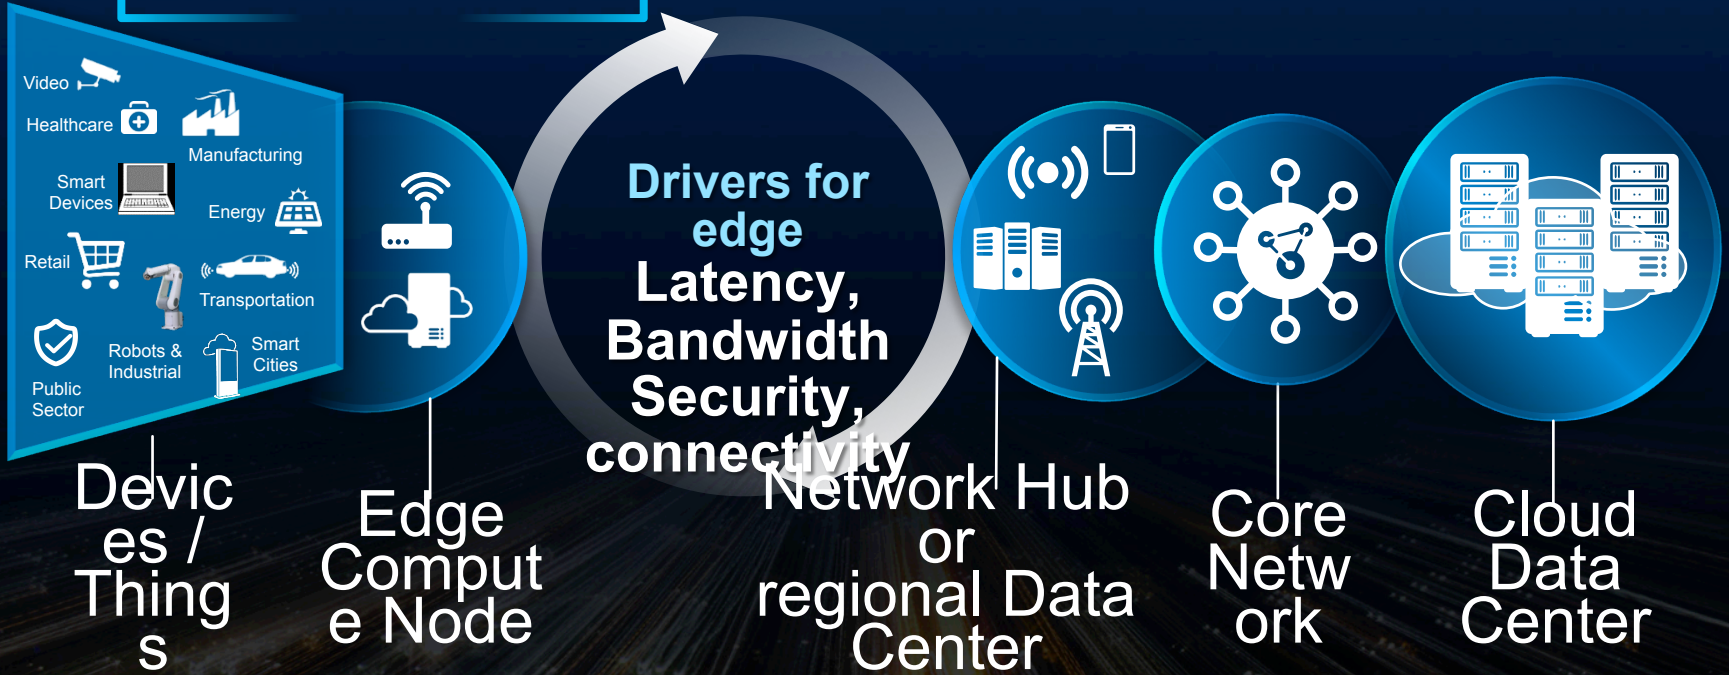 Video
Healthcare
Manufacturing
Smart
Devices
Energy
Retail
Transportation
Robots &
Industrial
Smart
Cities
Public
Sector
Drivers for
edge
Latency,
Bandwidth
Security,
connectivity
Devic
es /
Thing
s
Edge
Comput
e Node
Network Hub
or
regional Data
Center
Core
Netw
ork
Cloud
Data
Center